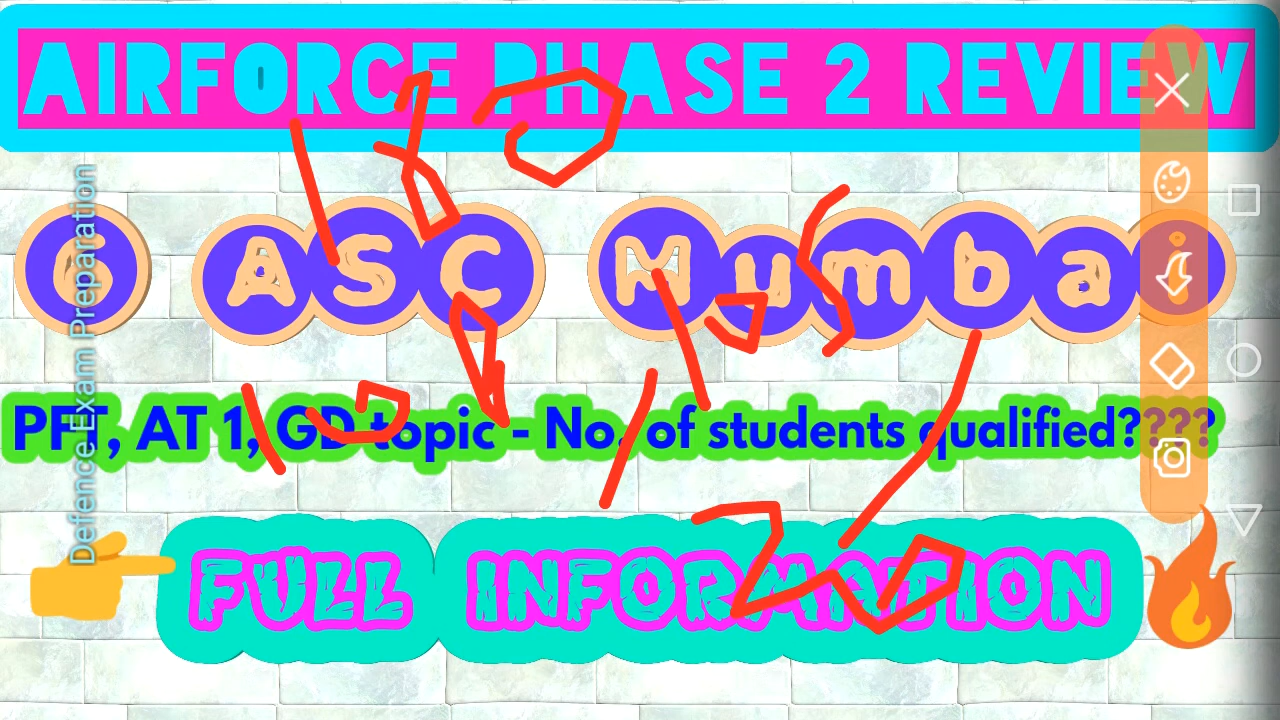 AIRFORCE PHASE 2 REVIEW
6 ASC Mumbai
PFT, AT 1, GD topic - No. of students qualified????
FULL INFORMATION
Defence Exam Preparation